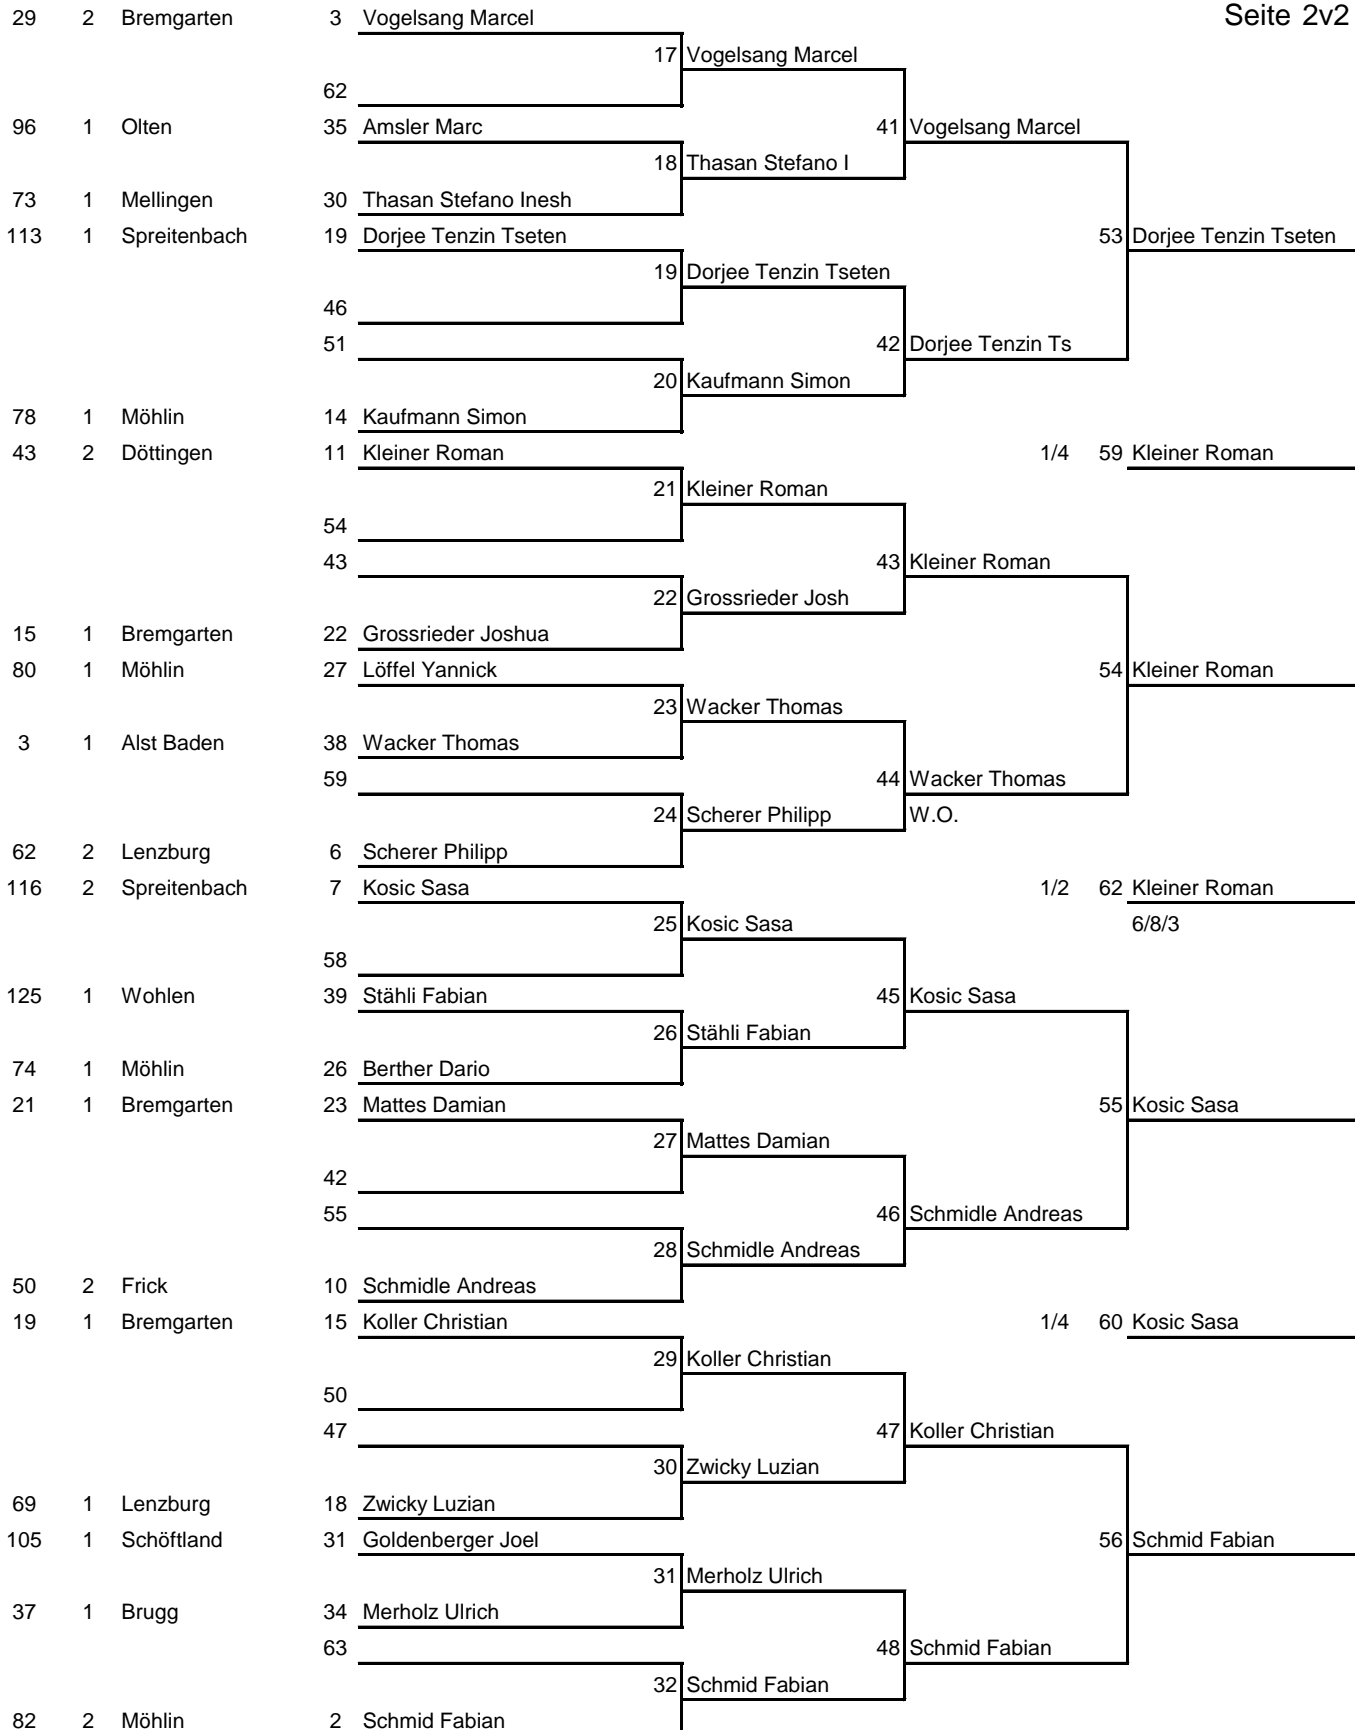 29 2 Bremgarten 3 Vogelsang Marcel Seite 2v2
17 Vogelsang Marcel
62
96 1 Olten 35 Amsler Marc 41 Vogelsang Marcel
18 Thasan Stefano I
73 1 Mellingen 30 Thasan Stefano Inesh
113 1 Spreitenbach 19 Dorjee Tenzin Tseten 53 Dorjee Tenzin Tseten
19 Dorjee Tenzin Tseten
46
51 42 Dorjee Tenzin Ts
20 Kaufmann Simon
78 1 Möhlin 14 Kaufmann Simon
43 2 Döttingen 11 Kleiner Roman 1/4 59 Kleiner Roman
21 Kleiner Roman
54
43 43 Kleiner Roman
22 Grossrieder Josh
15 1 Bremgarten 22 Grossrieder Joshua
80 1 Möhlin 27 Löffel Yannick 54 Kleiner Roman
23 Wacker Thomas
3 1 Alst Baden 38 Wacker Thomas
59 44 Wacker Thomas
24 Scherer Philipp W.O.
62 2 Lenzburg 6 Scherer Philipp
116 2 Spreitenbach 7 Kosic Sasa 1/2 62 Kleiner Roman
25 Kosic Sasa 6/8/3
58
125 1 Wohlen 39 Stähli Fabian 45 Kosic Sasa
26 Stähli Fabian
74 1 Möhlin 26 Berther Dario
21 1 Bremgarten 23 Mattes Damian 55 Kosic Sasa
27 Mattes Damian
42
55 46 Schmidle Andreas
28 Schmidle Andreas
50 2 Frick 10 Schmidle Andreas
19 1 Bremgarten 15 Koller Christian 1/4 60 Kosic Sasa
29 Koller Christian
50
47 47 Koller Christian
30 Zwicky Luzian
69 1 Lenzburg 18 Zwicky Luzian
105 1 Schöftland 31 Goldenberger Joel 56 Schmid Fabian
31 Merholz Ulrich
37 1 Brugg 34 Merholz Ulrich
63 48 Schmid Fabian
32 Schmid Fabian
82 2 Möhlin 2 Schmid Fabian